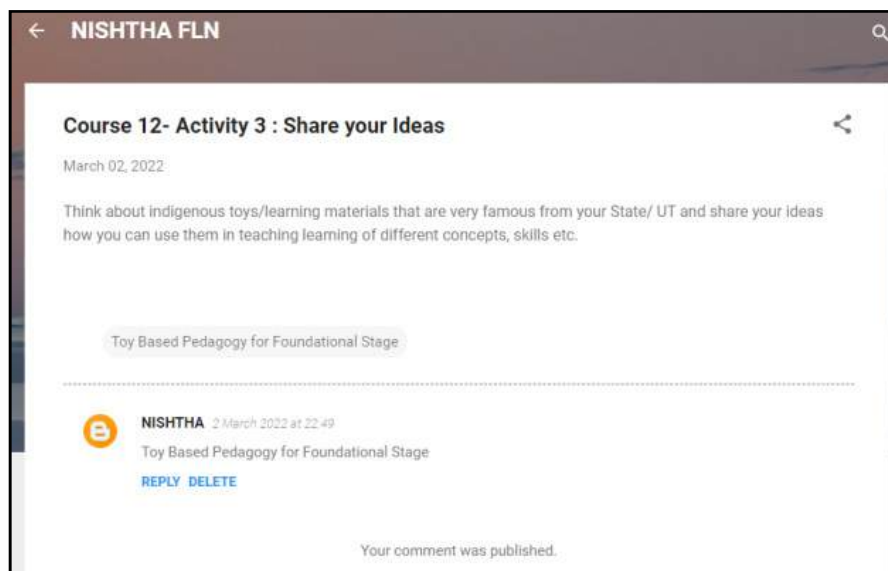 NISHTHA FLN
Course 12- Activity 3 : Share your Ideas
March 02, 2022
Think about indigenous toys/learning materials that are very famous from your State/ UT and share your ideas
how you can use them in teaching learning of different concepts, skills etc.
Toy Based Pedagogy for Foundational Stage
NISHTHA 2 March 2022 at 22:49
Toy Based Pedagogy for Foundational Stage
REPLY DELETE
Your comment was published.